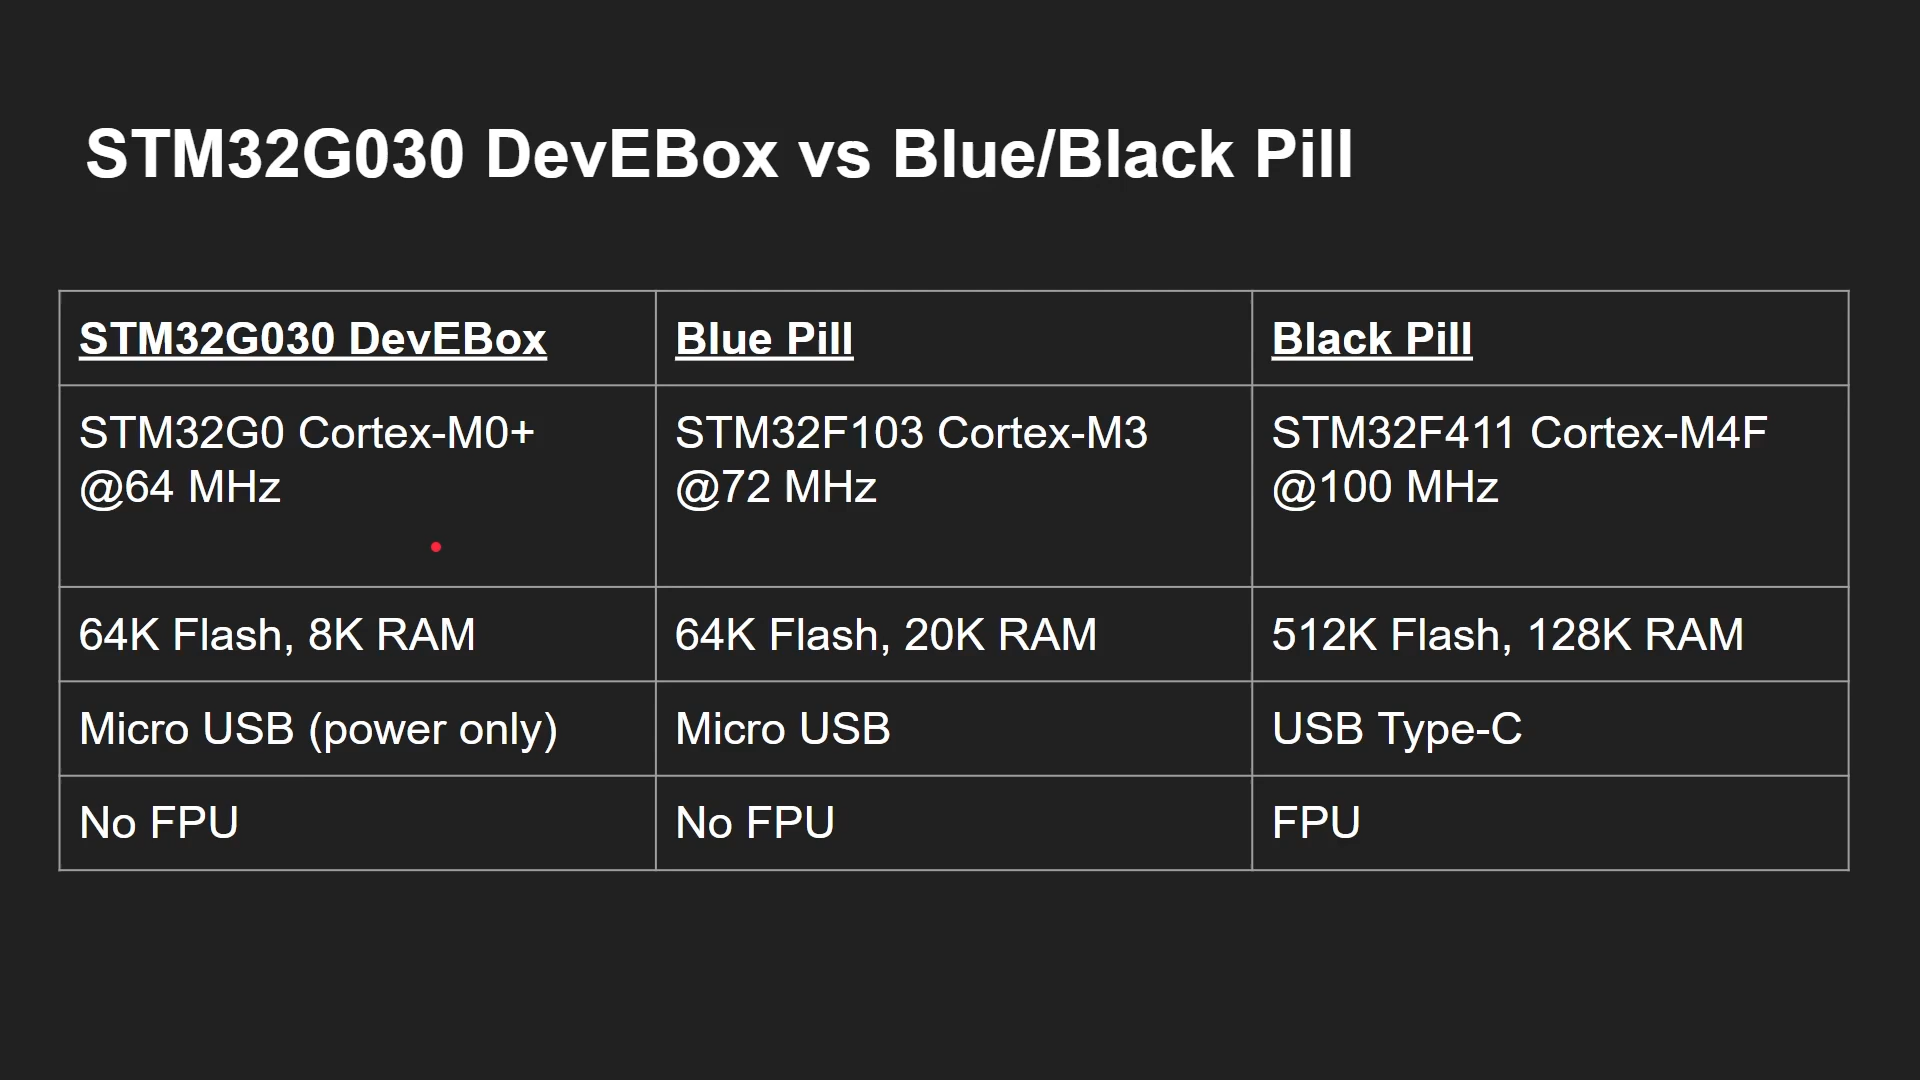 STM32G030 DevEBox vs Blue/Black Pill
STM32G030 DevEBox
Blue Pill
Black Pill
STM32G0 Cortex-M0+
@64 MHz
STM32F103 Cortex-M3
@72 MHz
STM32F411 Cortex-M4F
@100 MHz
64K Flash, 8K RAM
64K Flash, 20K RAM
512K Flash, 128K RAM
Micro USB (power only)
Micro USB
USB Type-C
No FPU
No FPU
FPU